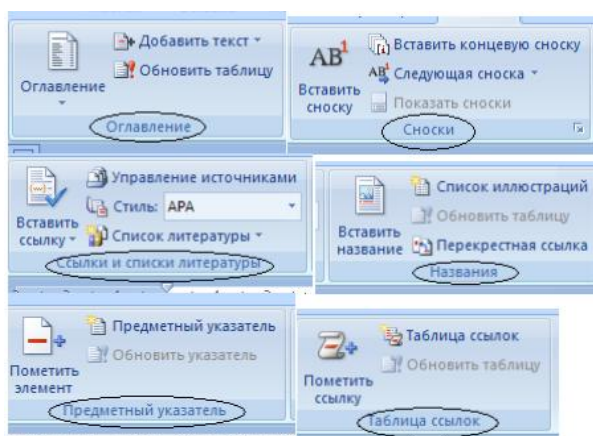 Оглавление
Добавить текст
Обновить таблицу
Оглавление
AB¹
Вставить сноску
Вставить концевую сноску
AB¹ Следующая сноска
Показать сноски
Сноски
Вставить ссылку
Управление источниками
Стиль: APA
Список литературы
Ссылки и списки литературы
Вставить название
Список иллюстраций
Обновить таблицу
Перекрестная ссылка
Названия
Пометить элемент
Предметный указатель
Обновить указатель
Предметный указатель
Пометить ссылку
Таблица ссылок
Обновить таблицу
Таблица ссылок